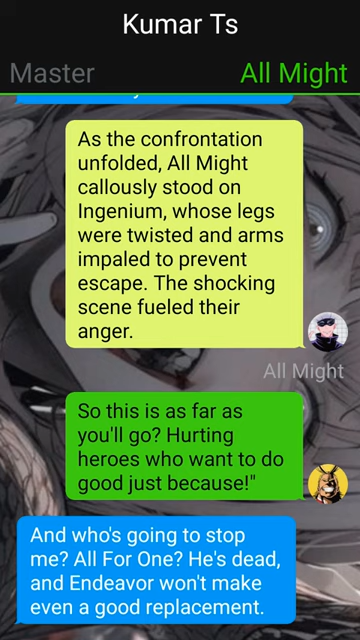 Kumar Ts
Master
All Might
As the confrontation
unfolded, All Might
callously stood on
Ingenium, whose legs
were twisted and arms
impaled to prevent
escape. The shocking
scene fueled their
anger.
All Might
So this is as far as
you'll go? Hurting
heroes who want to do
good just because!"
And who's going to stop
me? All For One? He's dead,
and Endeavor won't make
even a good replacement.